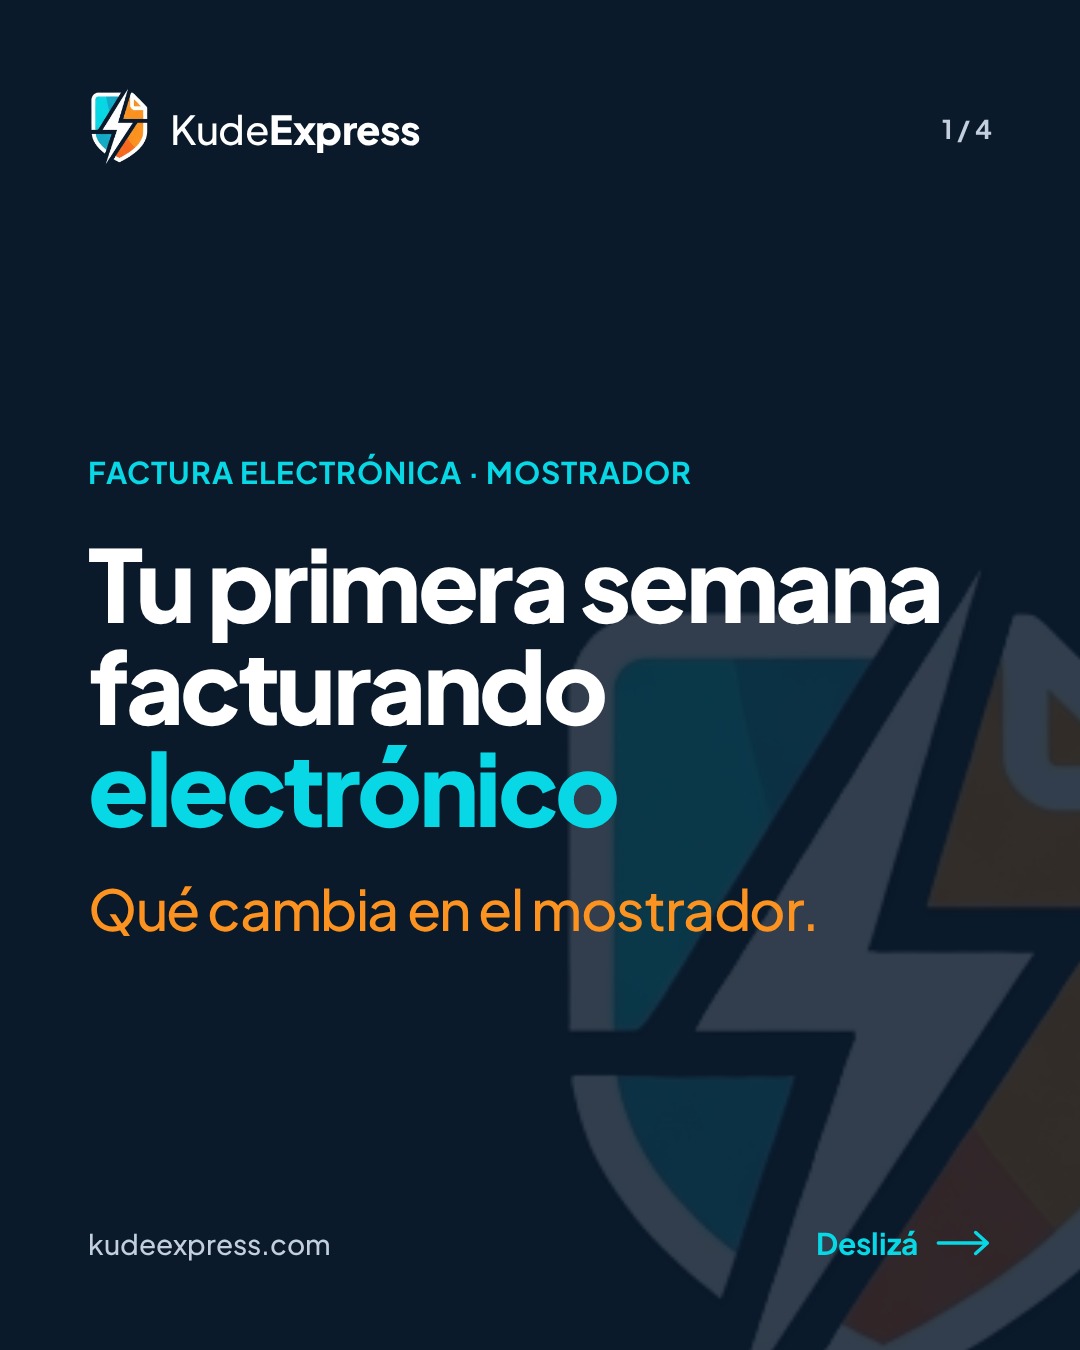 KudeExpress
1 / 4
FACTURA ELECTRÓNICA · MOSTRADOR
Tu primera semana
facturando
electrónico
Qué cambia en el mostrador.
kudeexpress.com
Deslizá →